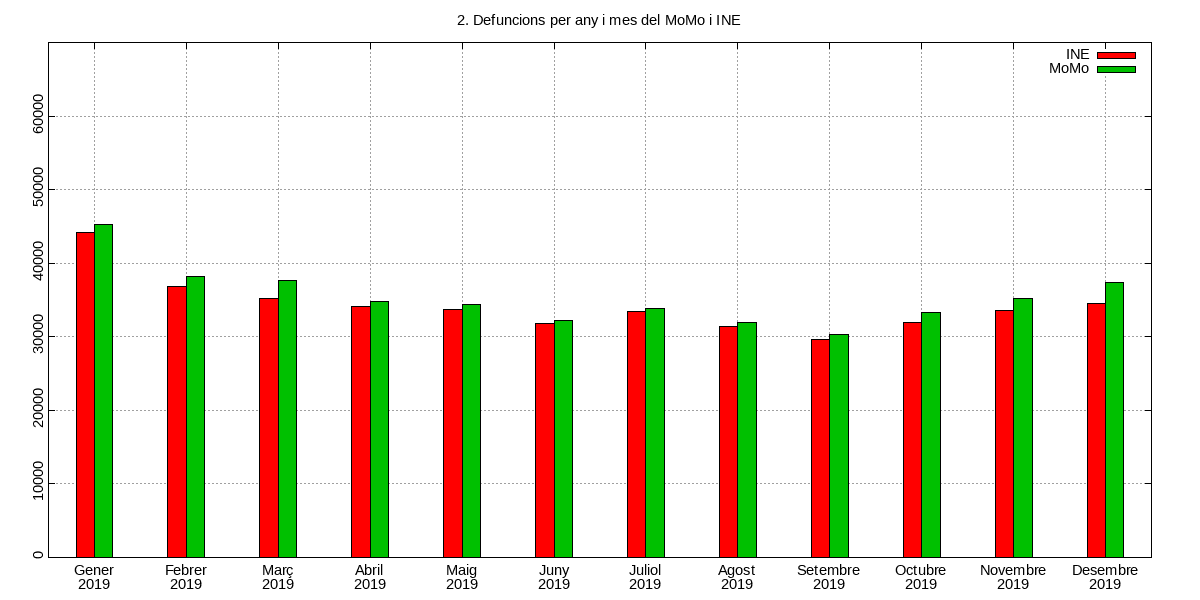 2. Defuncions per any i mes del MoMo i INE
INE
MoMo
60000
50000
40000
30000
20000
10000
0
Gener Febrer Març Abril Maig Juny Juliol Agost Setembre Octubre Novembre Desembre
2019 2019 2019 2019 2019 2019 2019 2019 2019 2019 2019 2019